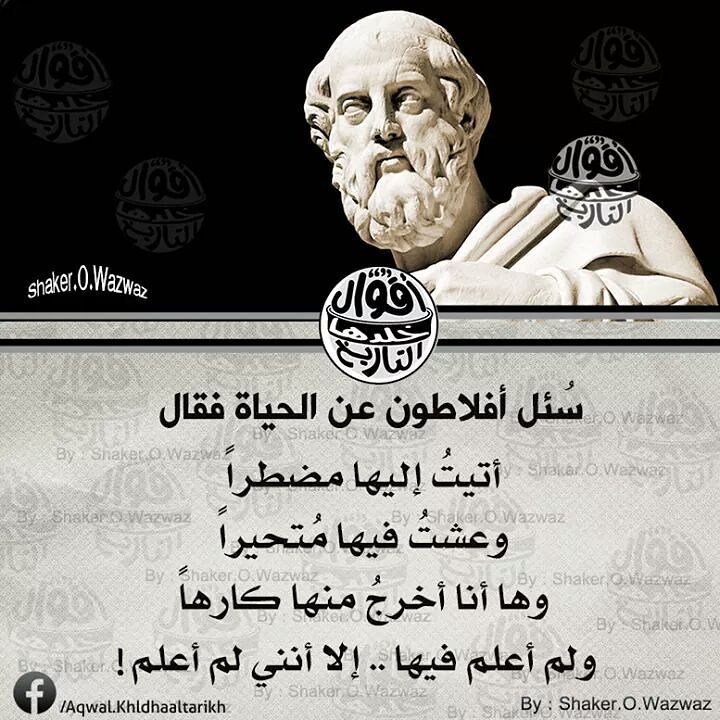 Shaker.O.Wazwaz
أقوال خلدها التاريخ
سُئل أفلاطون عن الحياة فقال
أتيتُ إليها مضطراً
وعشتُ فيها مُتحيراً
وها أنا أخرجُ منها كارهاً
ولم أعلم فيها .. إلا أنني لم أعلم !
/Aqwal.Khldhaaltarikh
By : Shaker.O.Wazwaz